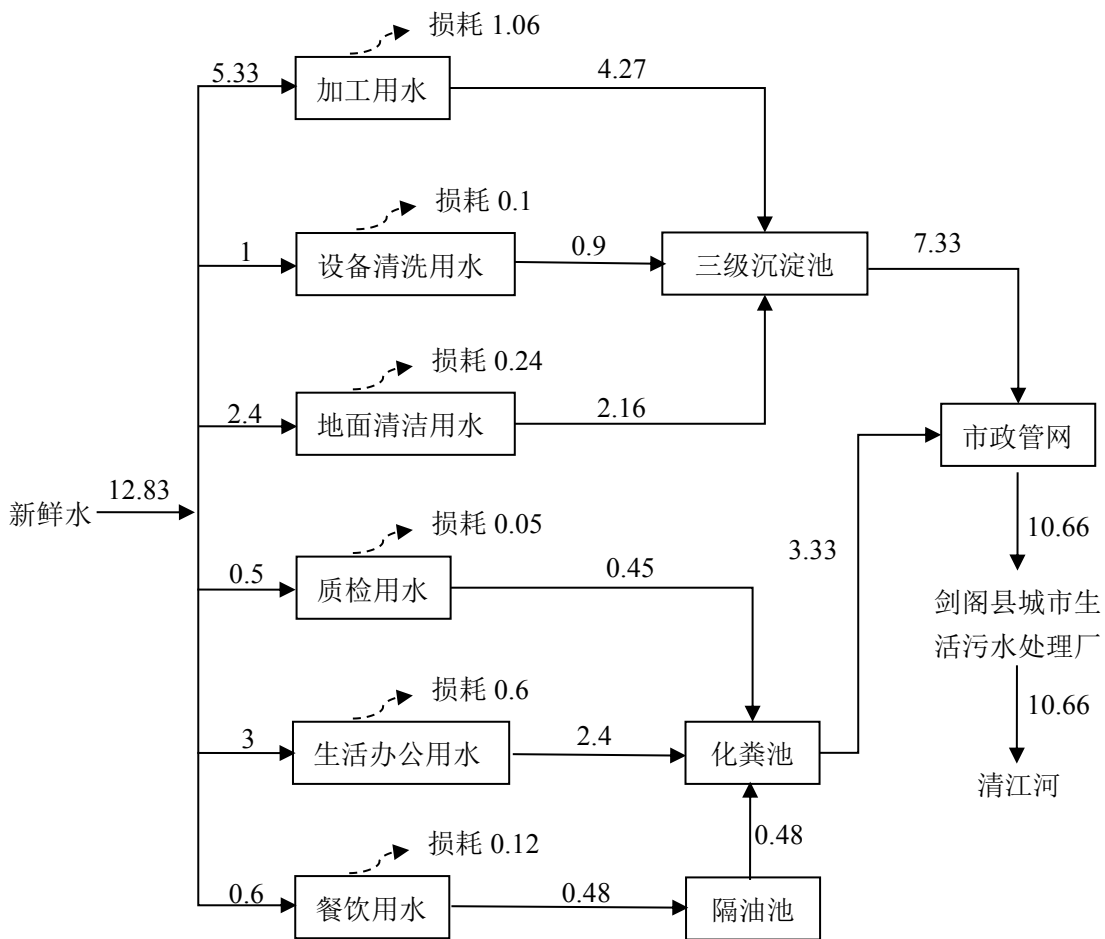 损耗 1.06
5.33
加工用水
4.27
损耗 0.1
1
设备清洗用水
0.9
三级沉淀池
7.33
损耗 0.24
2.4
地面清洁用水
2.16
市政管网
新鲜水
12.83
损耗 0.05
0.5
质检用水
0.45
3.33
10.66
剑阁县城市生
活污水处理厂
损耗 0.6
3
生活办公用水
2.4
化粪池
10.66
清江河
损耗 0.12
0.6
餐饮用水
0.48
隔油池
0.48